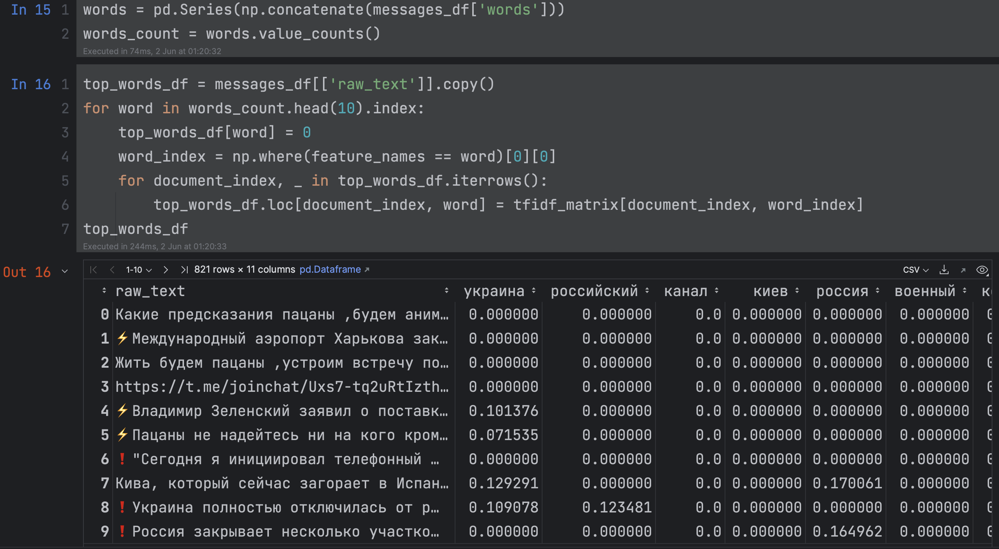 In 15 1 words = pd.Series(np.concatenate(messages_df['words']))
2 words_count = words.value_counts()
Executed in 74ms, 2 Jun at 01:20:32
In 16 1 top_words_df = messages_df[['raw_text']].copy()
2 for word in words_count.head(10).index:
3 top_words_df[word] = 0
4 word_index = np.where(feature_names == word)[0][0]
5 for document_index, _ in top_words_df.iterrows():
6 top_words_df.loc[document_index, word] = tfidf_matrix[document_index, word_index]
7 top_words_df
Executed in 244ms, 2 Jun at 01:20:33
Out 16 1-10 821 rows × 11 columns pd.Dataframe CSV
raw_text украина российский канал киев россия военный
0 Какие предсказания пацаны ,будем аним… 0.000000 0.000000 0.0 0.000000 0.000000 0.000000
1 ⚡Международный аэропорт Харькова зак… 0.000000 0.000000 0.0 0.000000 0.000000 0.000000
2 Жить будем пацаны ,устроим встречу по… 0.000000 0.000000 0.0 0.000000 0.000000 0.000000
3 https://t.me/joinchat/Uxs7-tq2uRtIzth… 0.000000 0.000000 0.0 0.000000 0.000000 0.000000
4 ⚡Владимир Зеленский заявил о поставк… 0.101376 0.000000 0.0 0.000000 0.000000 0.000000
5 ⚡Пацаны не надейтесь ни на кого кром… 0.071535 0.000000 0.0 0.000000 0.000000 0.000000
6 ❗"Сегодня я инициировал телефонный … 0.000000 0.000000 0.0 0.000000 0.000000 0.000000
7 Кива, который сейчас загорает в Испан… 0.129291 0.000000 0.0 0.000000 0.170061 0.000000
8 ❗Украина полностью отключилась от р… 0.109078 0.123481 0.0 0.000000 0.000000 0.000000
9 ❗Россия закрывает несколько участко… 0.000000 0.000000 0.0 0.000000 0.164962 0.000000